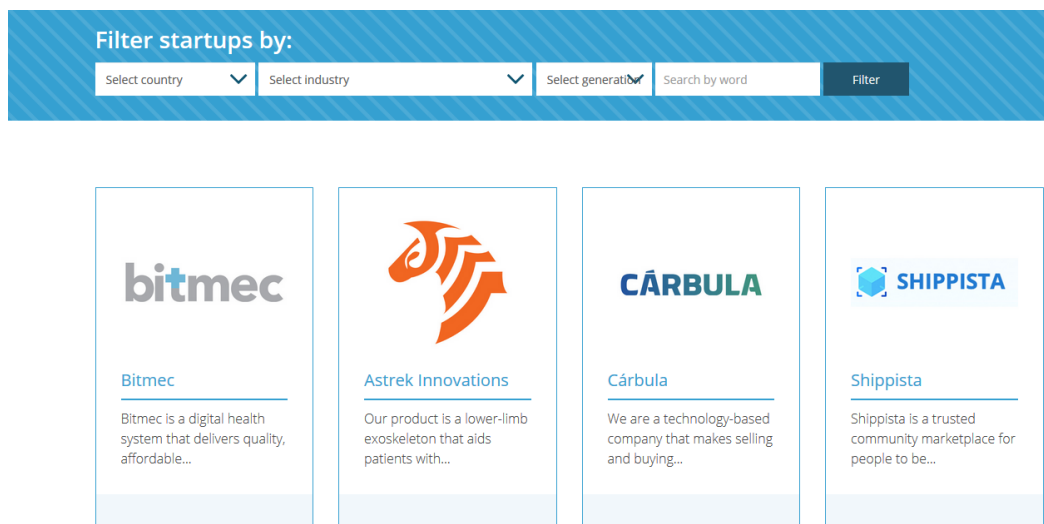 Filter startups by:
Select country
Select industry
Select generation
Search by word
Filter
bitmec
CÁRBULA
SHIPPISTA
Bitmec
Bitmec is a digital health
system that delivers quality,
affordable...
Astrek Innovations
Our product is a lower-limb
exoskeleton that aids
patients with...
Cárbula
We are a technology-based
company that makes selling
and buying...
Shippista
Shippista is a trusted
community marketplace for
people to be...